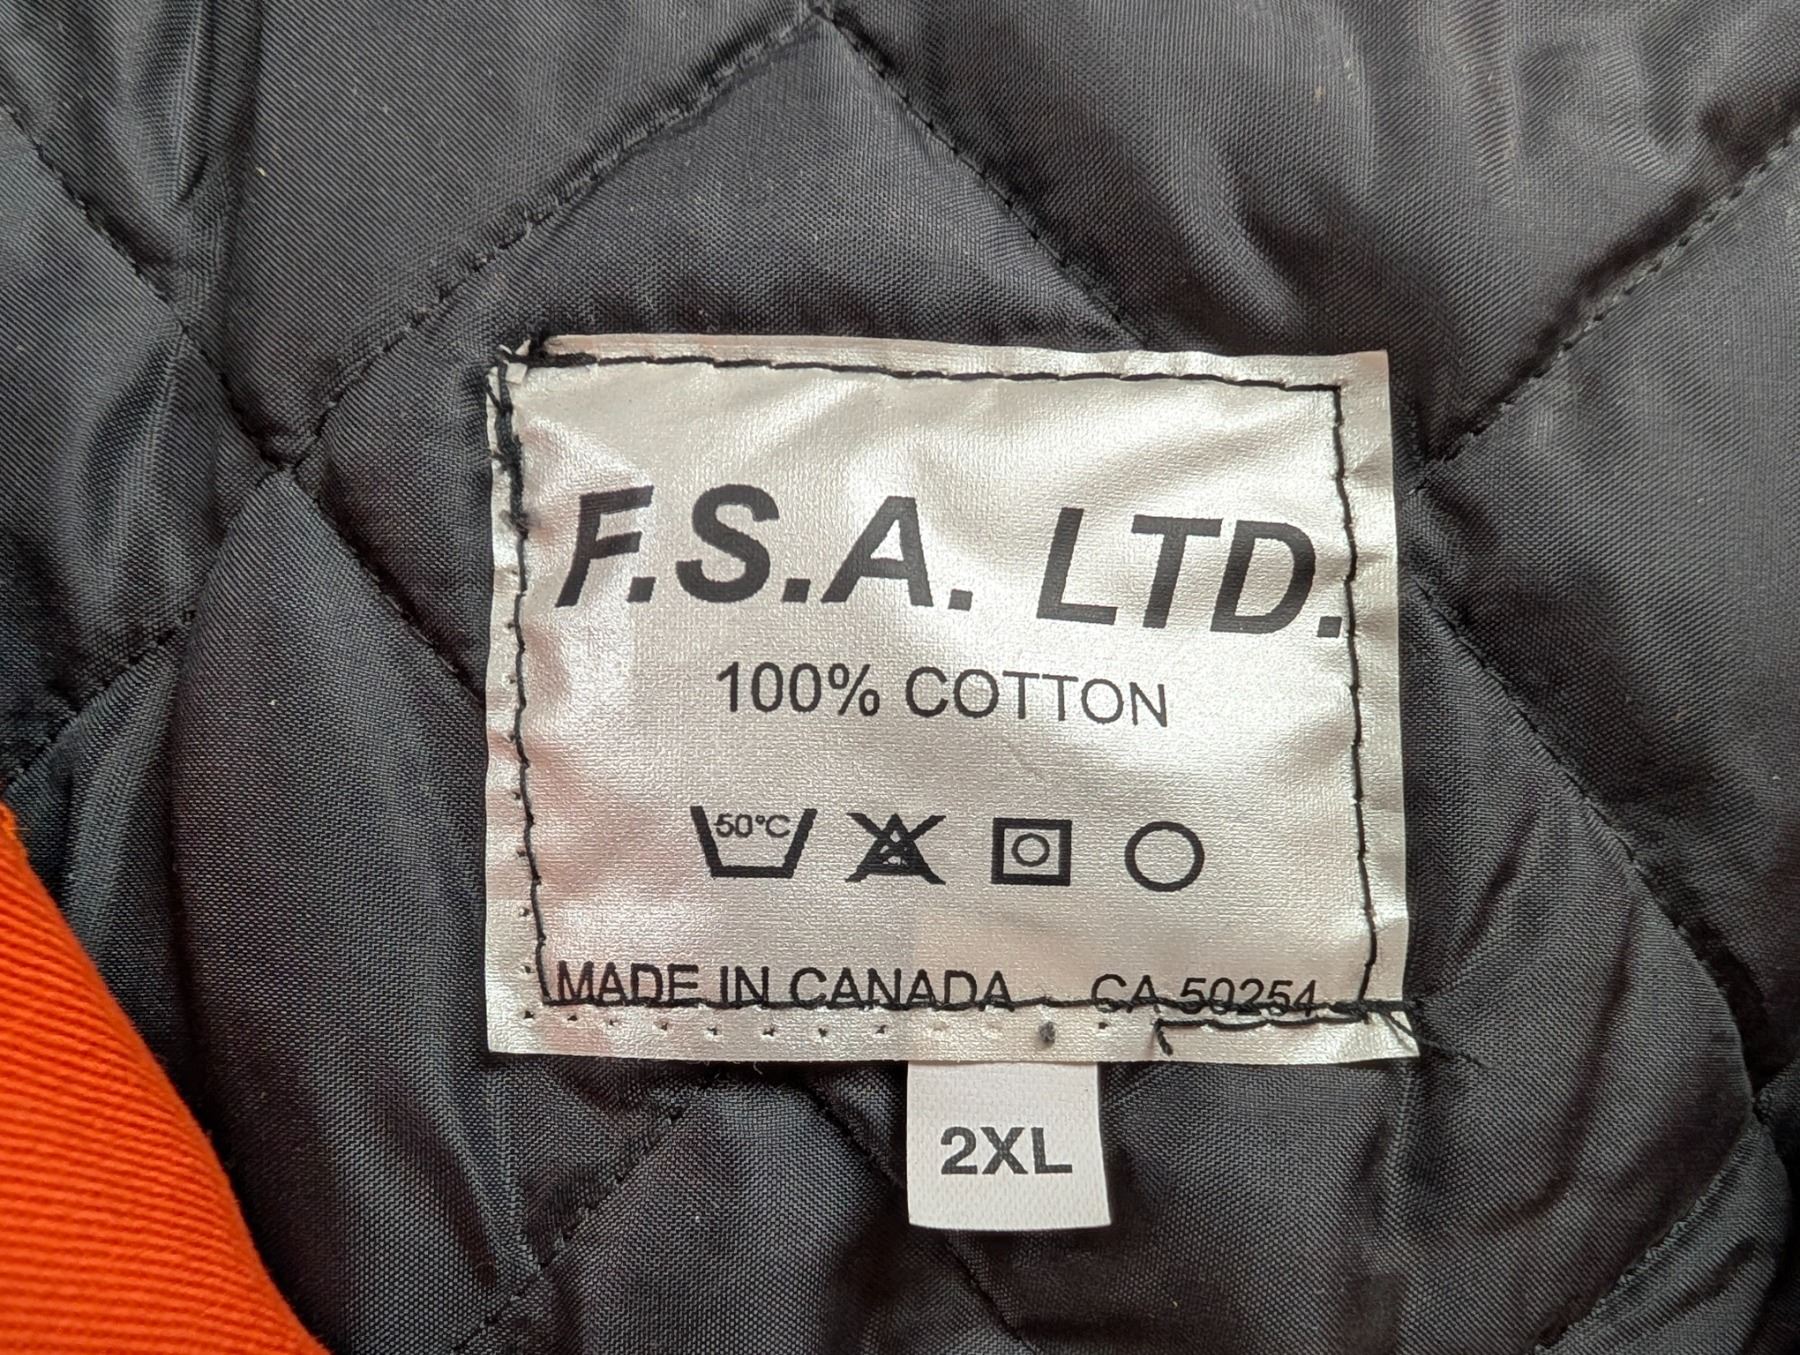 F.S.A. LTD.
100% COTTON
50°C
MADE IN CANADA CA 50254
2XL